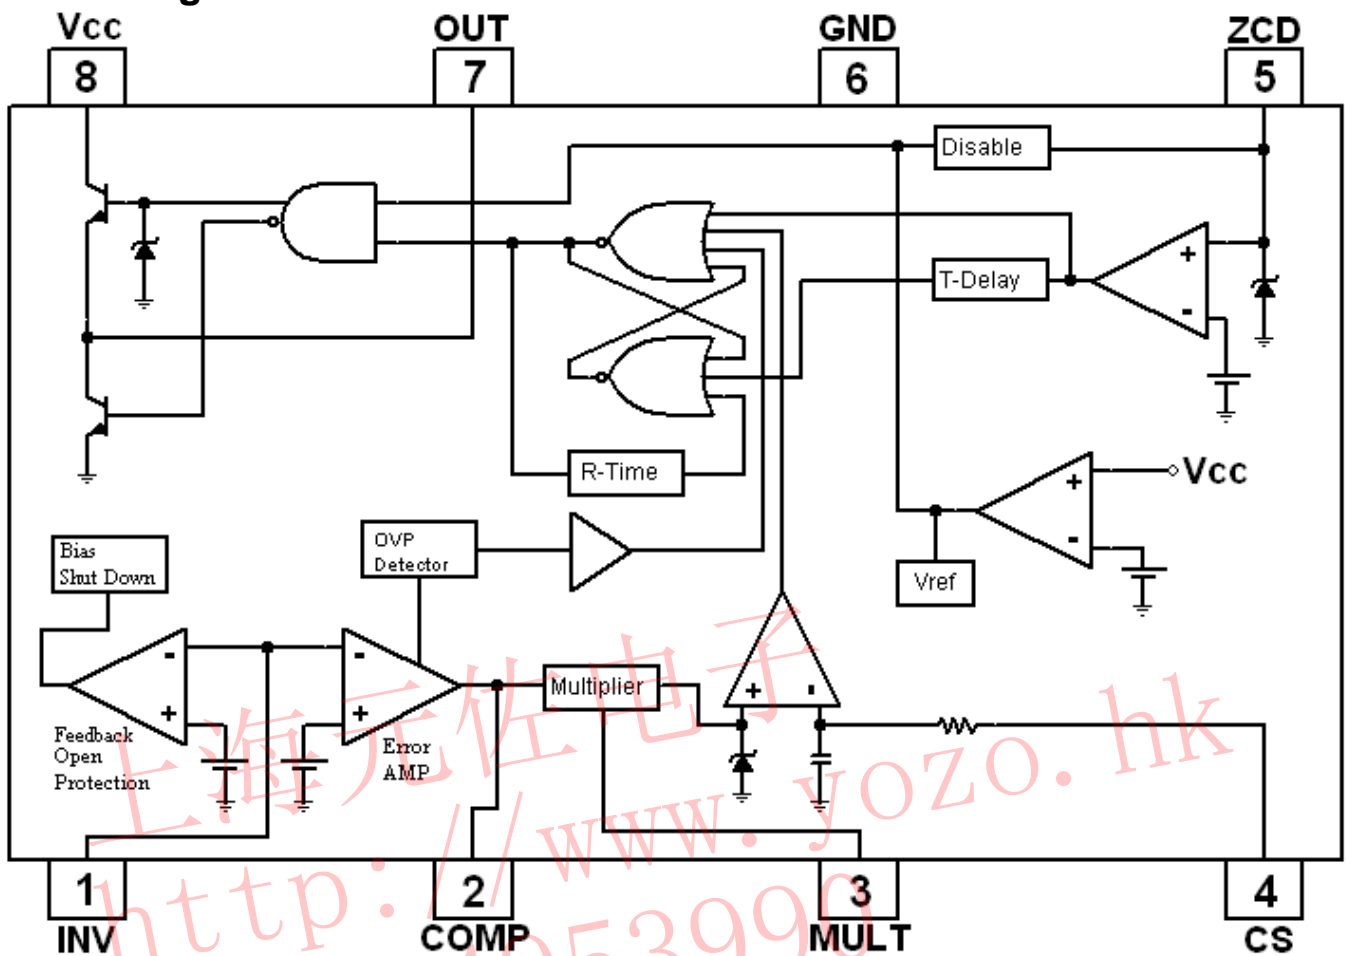 Vcc
OUT
GND
ZCD
8
7
6
5
Disable
T-Delay
+
-
R-Time
Vcc
+
-
Vref
OVP
Detector
Bias
Shut Down
-
+
-
+
Multiplier
+
-
Feedback
Open
Protection
Error
AMP
上海元佐电子
http://www.yozo.hk
1
2
3
4
INV
COMP
MULT
CS